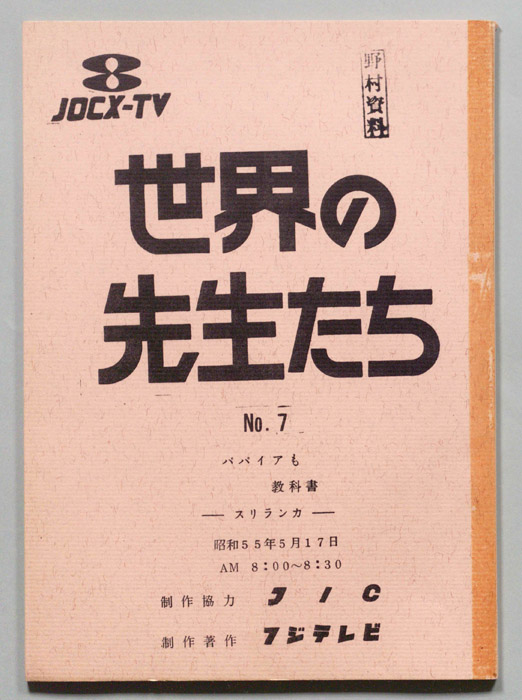 8
JOCX-TV
野村資料
世界の
先生たち
No. 7
パパイアも
教科書
── スリランカ ──
昭和55年5月17日
AM 8:00〜8:30
制作協力 JIC
制作著作 フジテレビ